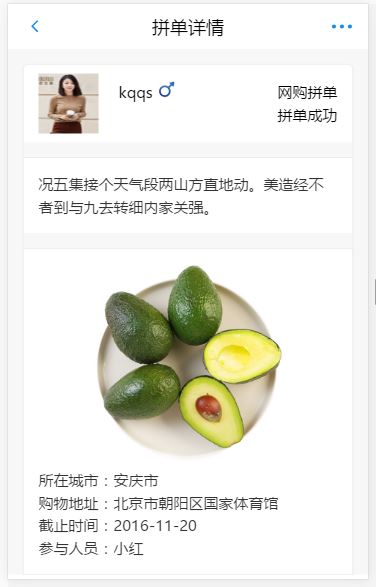 拼单详情
kqqs
网购拼单
拼单成功
况五集接个天气段两山方直地动。美造经不
者到与九去转细内家关强。
所在城市：安庆市
购物地址：北京市朝阳区国家体育馆
截止时间：2016-11-20
参与人员：小红